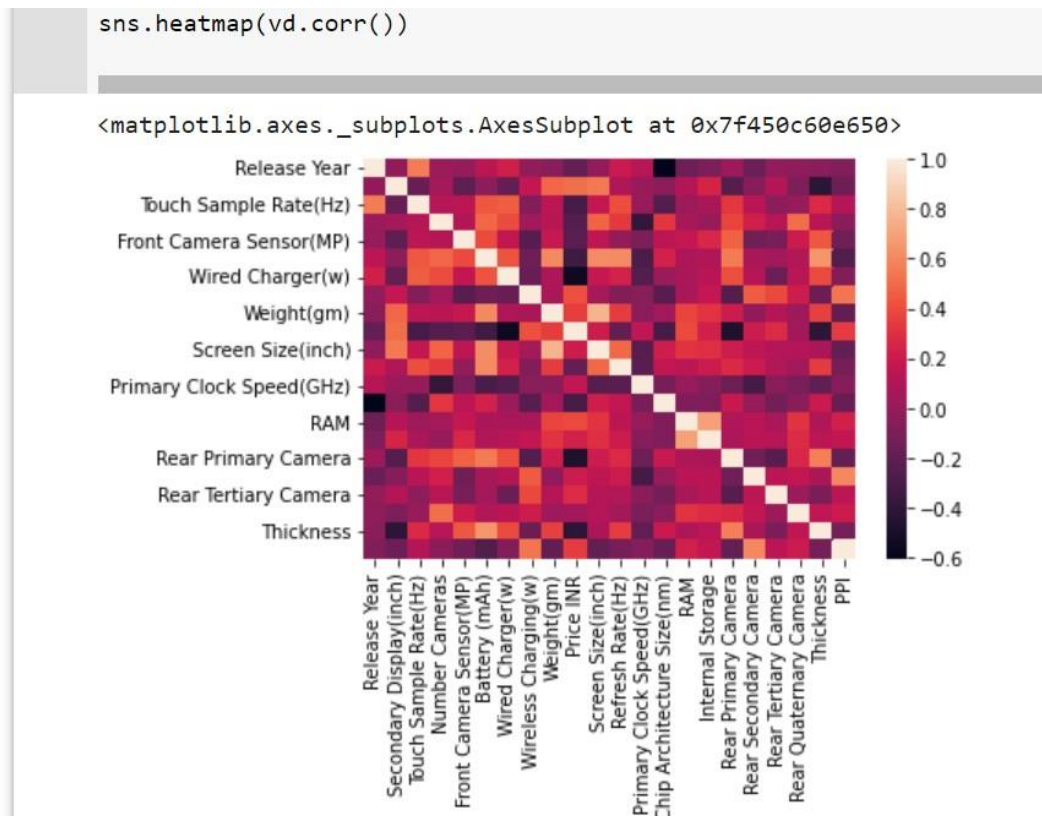 sns.heatmap(vd.corr())
<matplotlib.axes._subplots.AxesSubplot at 0x7f450c60e650>
Release Year
Touch Sample Rate(Hz)
Front Camera Sensor(MP)
Wired Charger(w)
Weight(gm)
Screen Size(inch)
Primary Clock Speed(GHz)
RAM
Rear Primary Camera
Rear Tertiary Camera
Thickness
1.0
0.8
0.6
0.4
0.2
0.0
−0.2
−0.4
−0.6
Release Year
Secondary Display(inch)
Touch Sample Rate(Hz)
Number Cameras
Front Camera Sensor(MP)
Battery (mAh)
Wired Charger(w)
Wireless Charging(w)
Weight(gm)
Price INR
Screen Size(inch)
Refresh Rate(Hz)
Primary Clock Speed(GHz)
Chip Architecture Size(nm)
RAM
Internal Storage
Rear Primary Camera
Rear Secondary Camera
Rear Tertiary Camera
Rear Quaternary Camera
Thickness
PPI